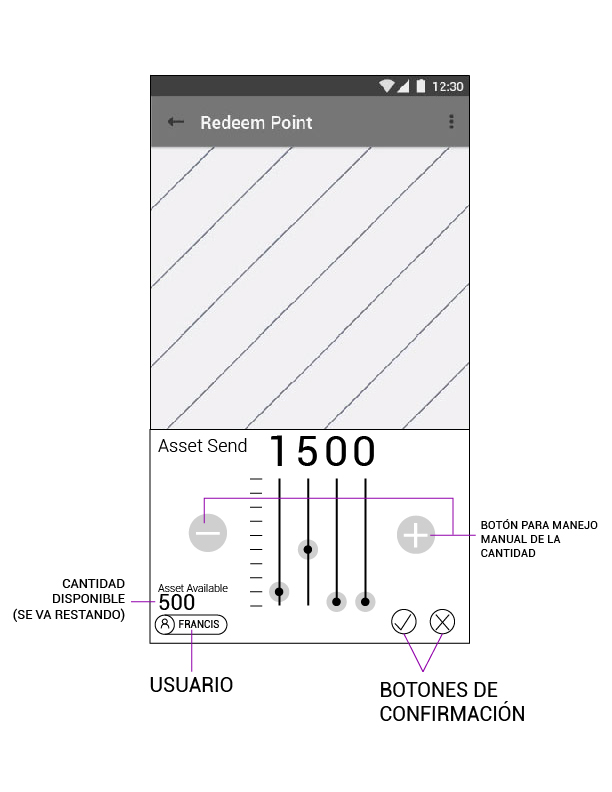 12:30
Redeem Point
Asset Send
1500
BOTÓN PARA MANEJO
MANUAL DE LA
CANTIDAD
CANTIDAD
DISPONIBLE
(SE VA RESTANDO)
Asset Available
500
FRANCIS
USUARIO
BOTONES DE
CONFIRMACIÓN